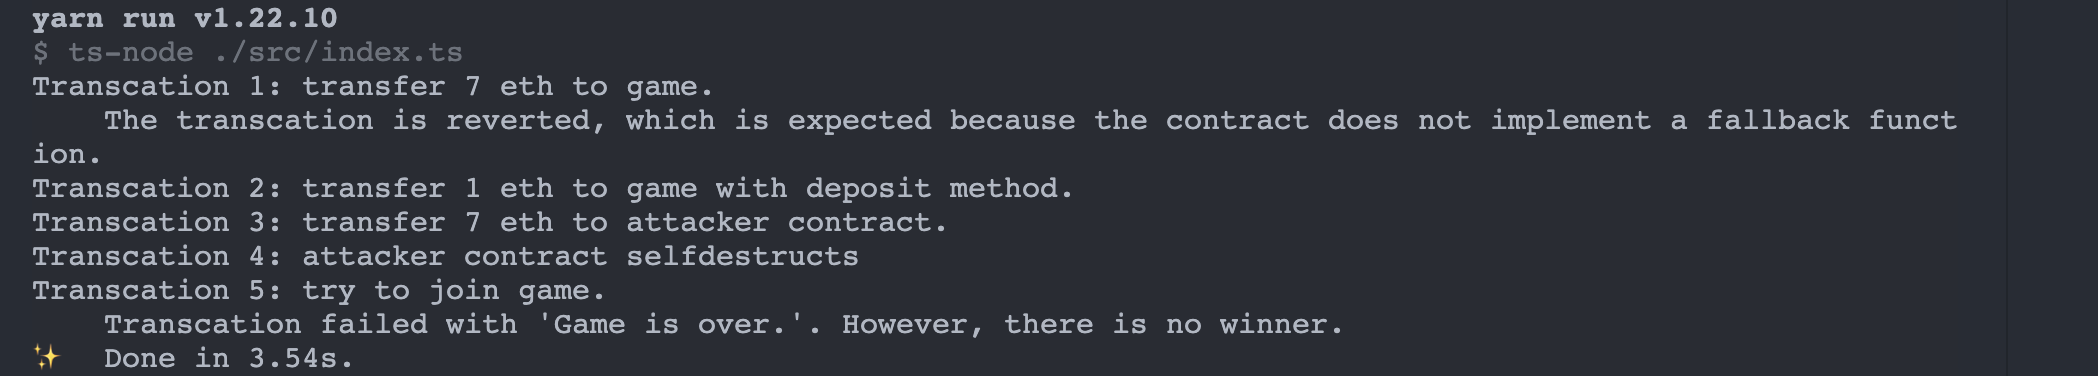 yarn run v1.22.10
$ ts-node ./src/index.ts
Transcation 1: transfer 7 eth to game.
    The transcation is reverted, which is expected because the contract does not implement a fallback funct
ion.
Transcation 2: transfer 1 eth to game with deposit method.
Transcation 3: transfer 7 eth to attacker contract.
Transcation 4: attacker contract selfdestructs
Transcation 5: try to join game.
    Transcation failed with 'Game is over.'. However, there is no winner.
✨  Done in 3.54s.